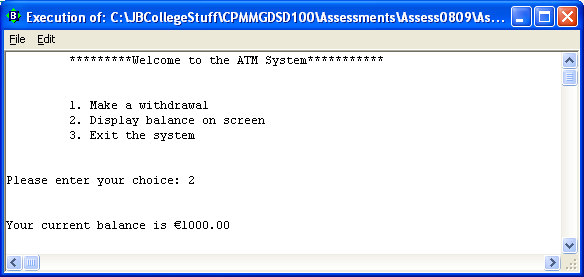 Execution of: C:\JBCollegeStuff\CPMMGDSD100\Assessments\Assess0809\As...
File Edit
*********Welcome to the ATM System***********
1. Make a withdrawal
2. Display balance on screen
3. Exit the system
Please enter your choice: 2
Your current balance is €1000.00